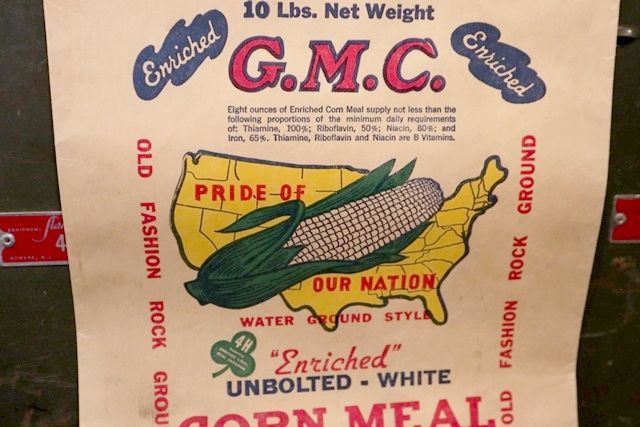 10 Lbs. Net Weight
Enriched
G.M.C.
Enriched
Eight ounces of Enriched Corn Meal supply not less than the
following proportions of the minimum daily requirements
of: Thiamine, 100%; Riboflavin, 50%; Niacin, 80%; and
Iron, 65%. Thiamine, Riboflavin and Niacin are B Vitamins.
OLD FASHION ROCK GROU
OLD FASHION ROCK GROUND
PRIDE OF
OUR NATION
WATER GROUND STYLE
4H
"Enriched"
UNBOLTED - WHITE
CORN MEAL
EQUIPMENT
4
NEWARK, N.J.